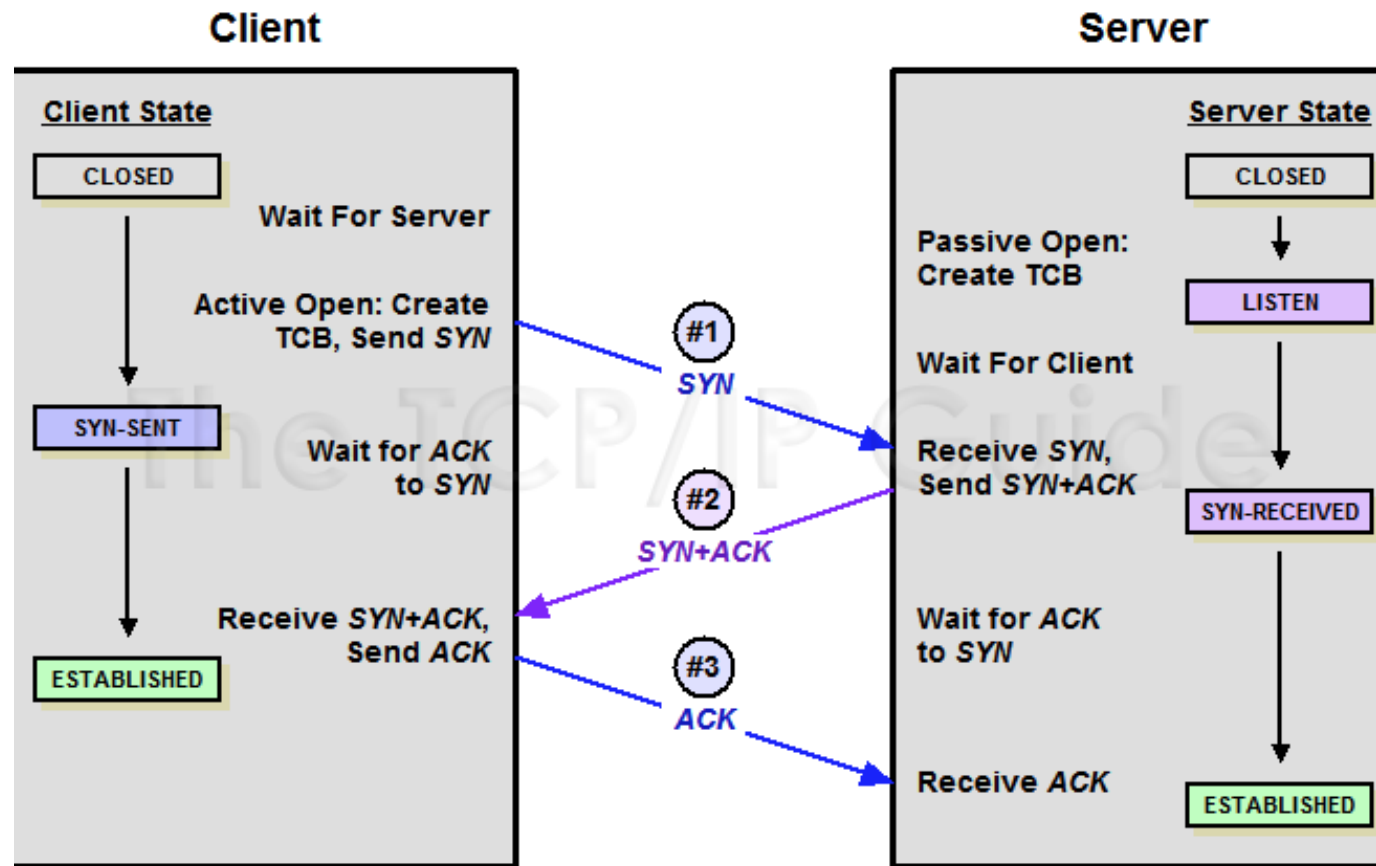 Client
Server
Client State
CLOSED
Wait For Server
Active Open: Create
TCB, Send SYN
SYN-SENT
Wait for ACK
to SYN
Receive SYN+ACK,
Send ACK
ESTABLISHED
#1
SYN
#2
SYN+ACK
#3
ACK
Server State
CLOSED
Passive Open:
Create TCB
LISTEN
Wait For Client
Receive SYN,
Send SYN+ACK
SYN-RECEIVED
Wait for ACK
to SYN
Receive ACK
ESTABLISHED
The TCP/IP Guide